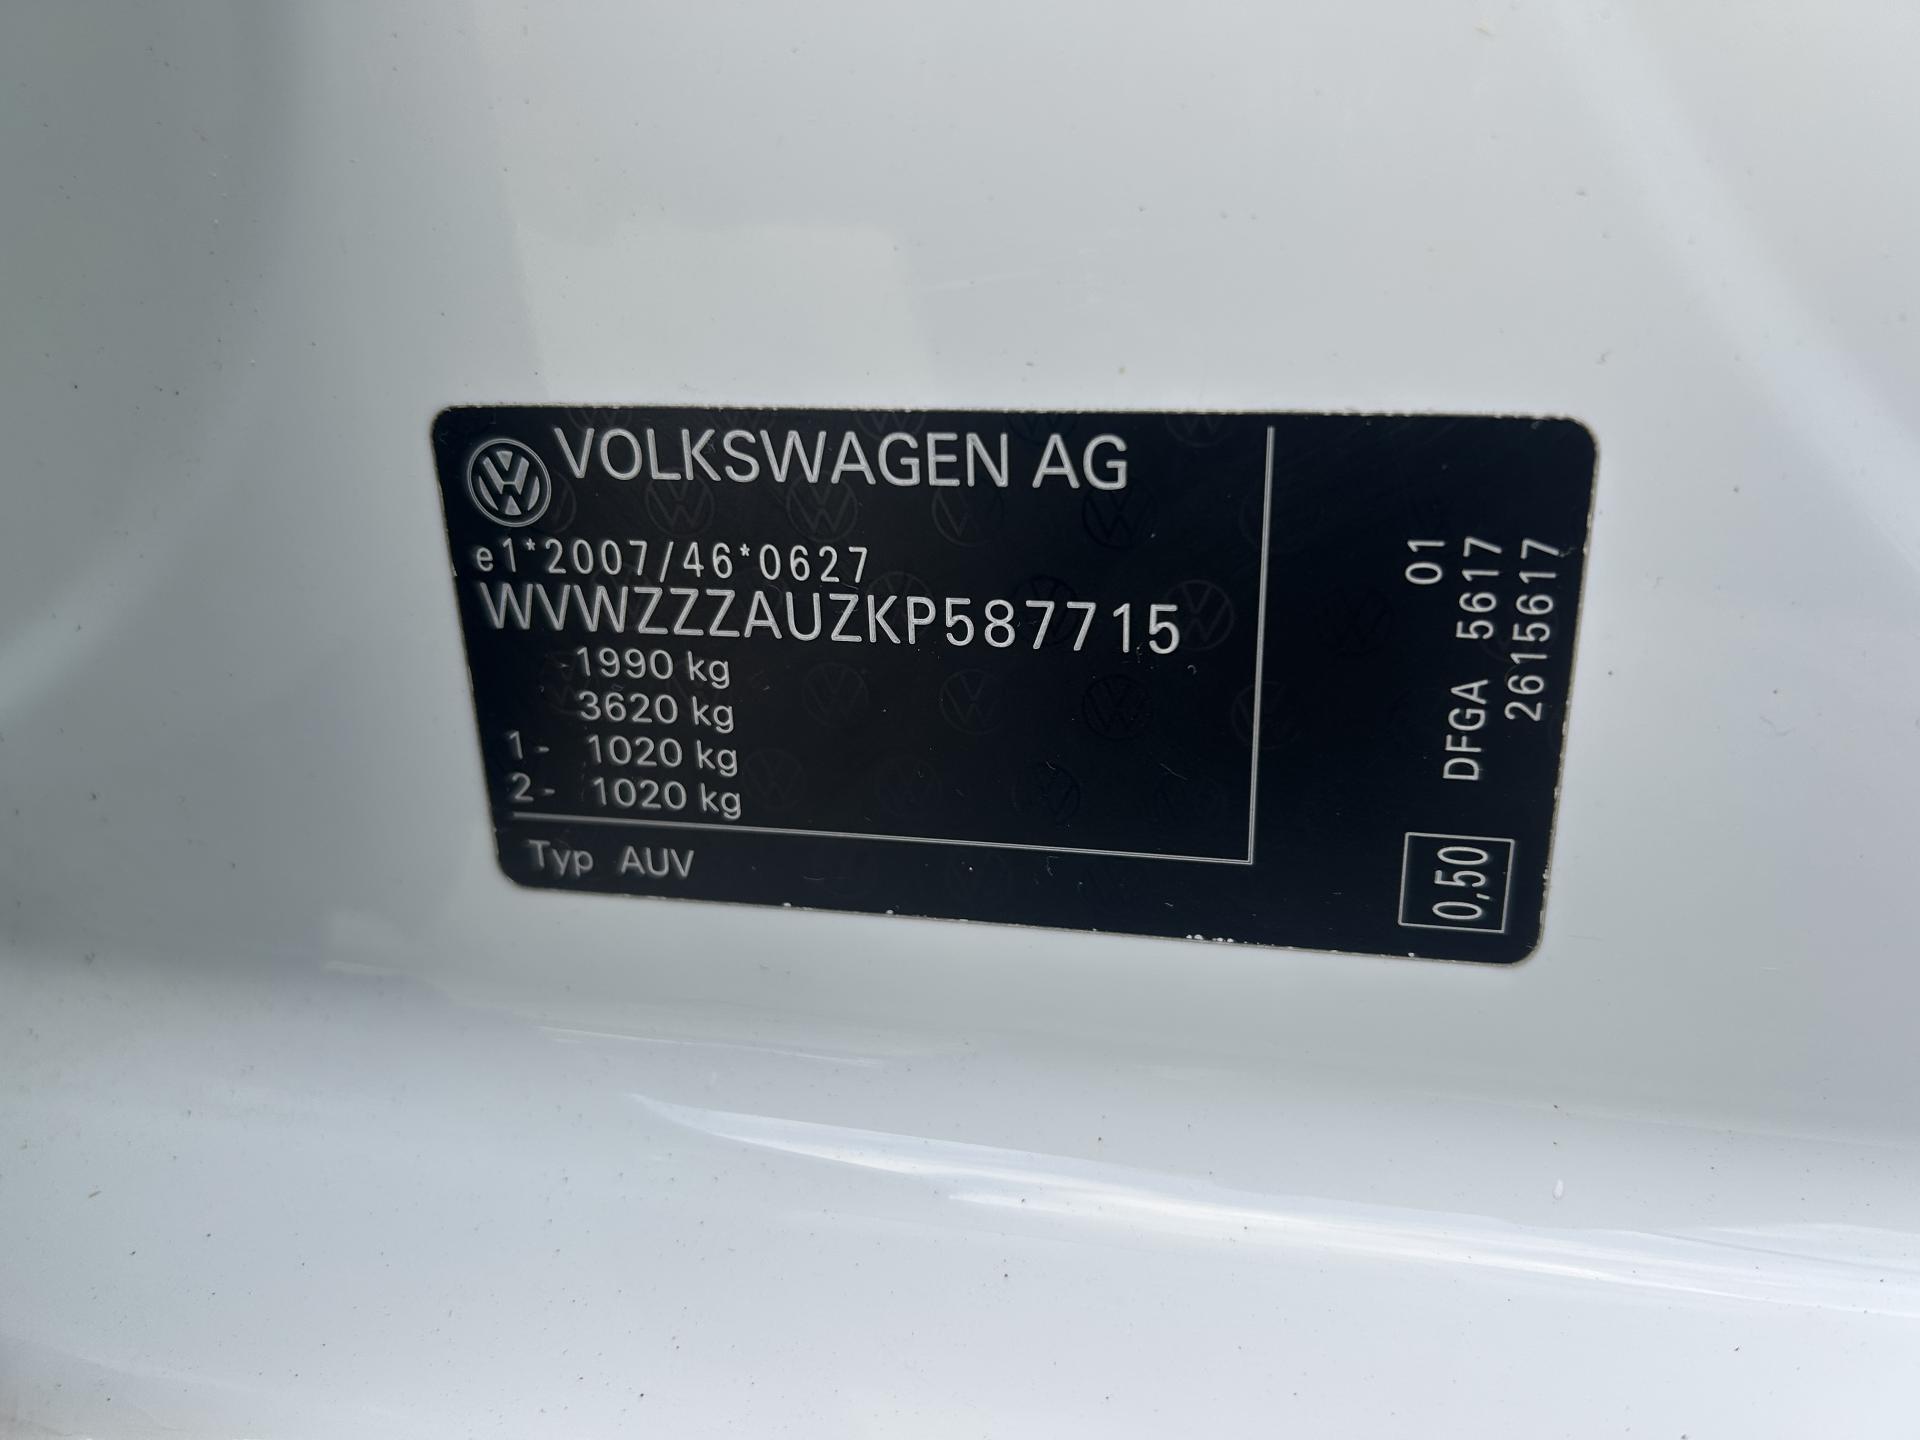 VOLKSWAGEN AG
e1*2007/46*0627
WVWZZZAUZKP587715
1990 kg
3620 kg
1- 1020 kg
2- 1020 kg
Typ AUV
01
DFGA 5617
2615617
0,50